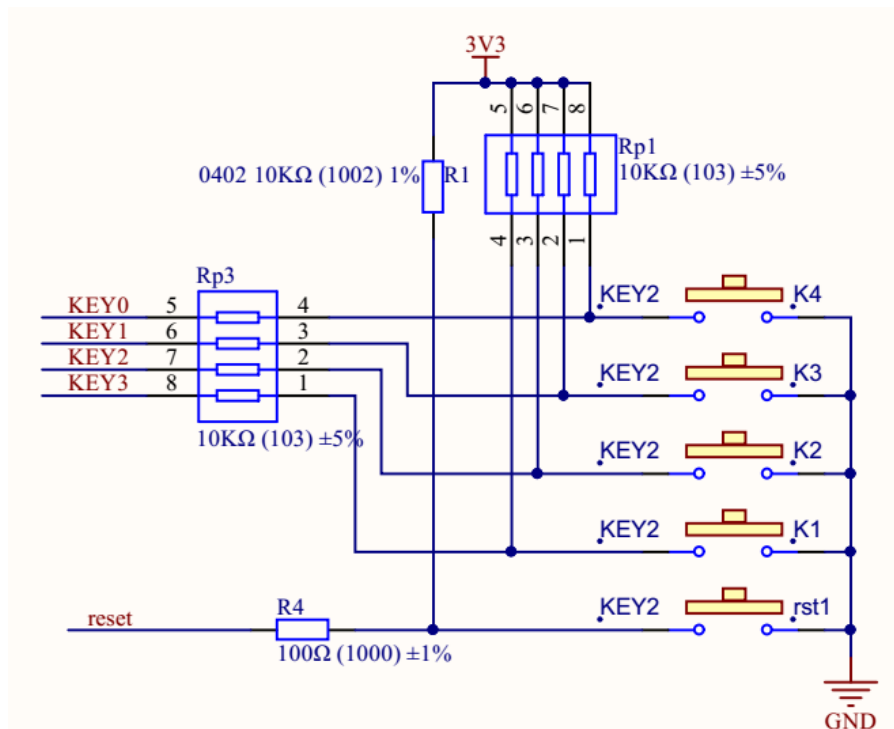 3V3
5 6 7 8
Rp1
10KΩ (103) ±5%
0402 10KΩ (1002) 1%
R1
4 3 2 1
Rp3
KEY0 5 4
KEY1 6 3
KEY2 7 2
KEY3 8 1
10KΩ (103) ±5%
KEY2 K4
KEY2 K3
KEY2 K2
KEY2 K1
KEY2 rst1
reset
R4
100Ω (1000) ±1%
GND